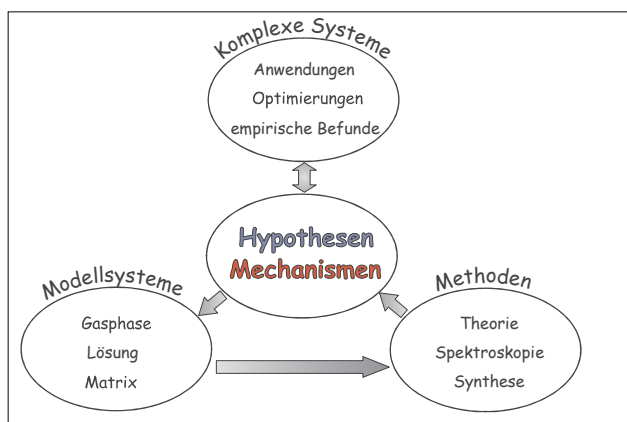 Komplexe Systeme
Anwendungen
Optimierungen
empirische Befunde
Hypothesen
Mechanismen
Modellsysteme
Gasphase
Lösung
Matrix
Methoden
Theorie
Spektroskopie
Synthese